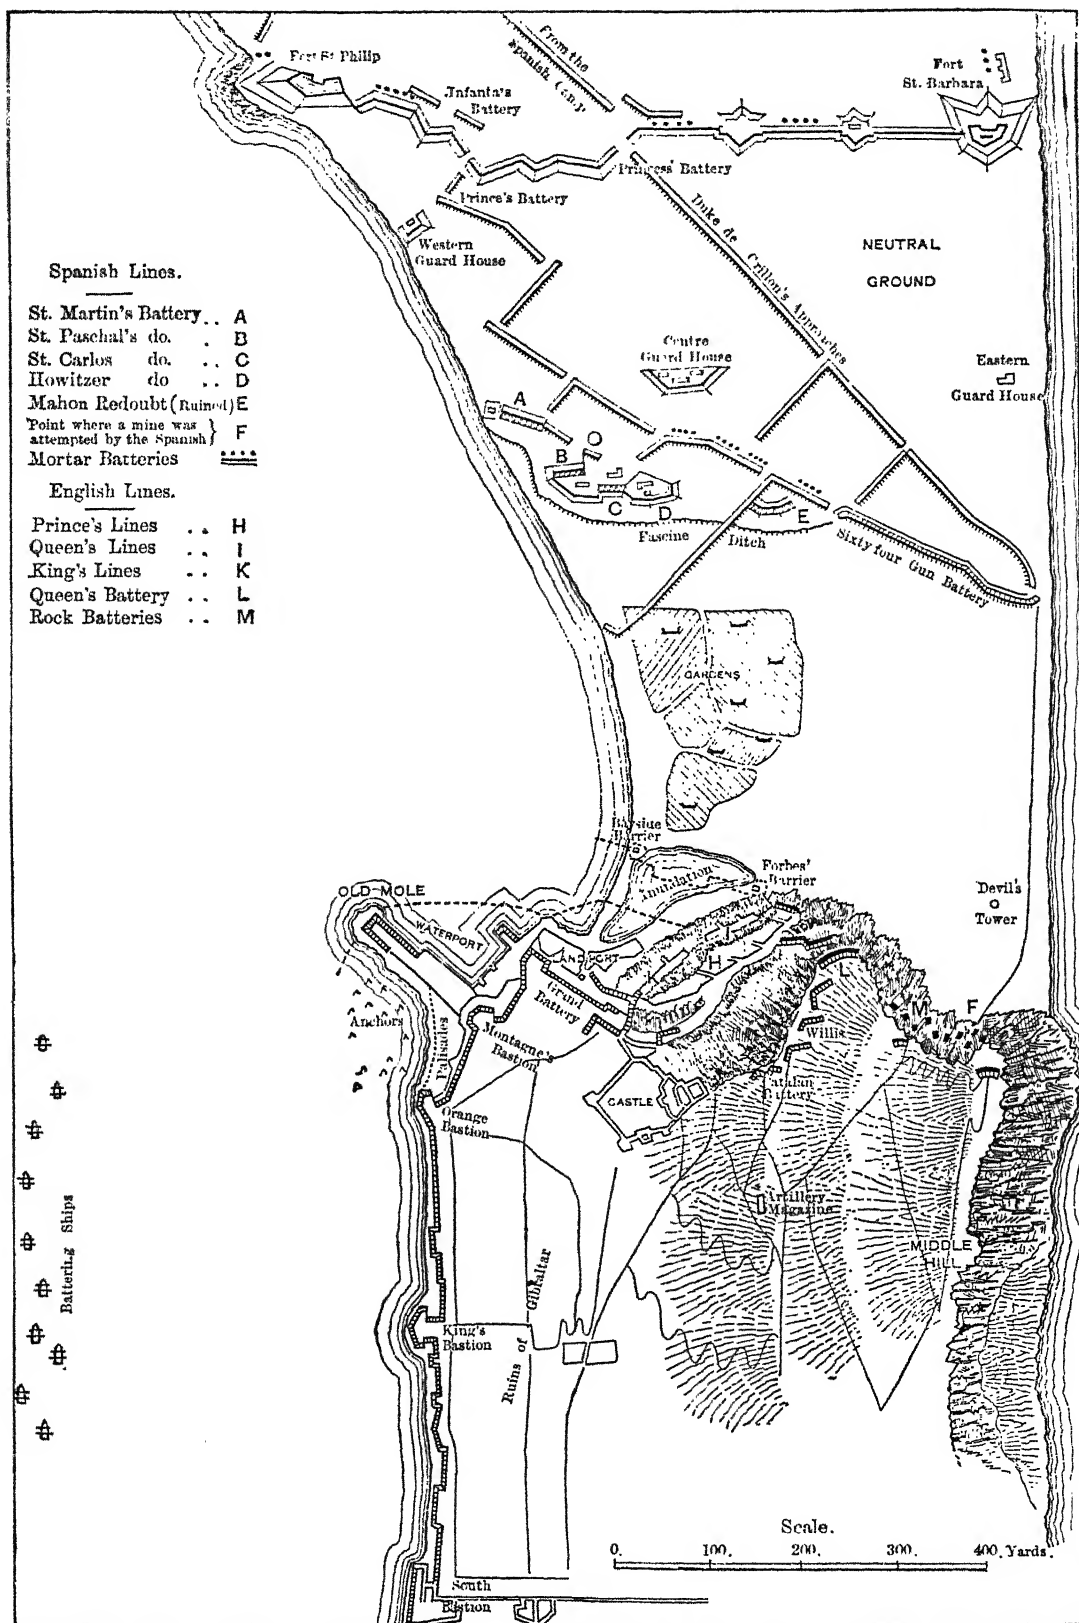 Fort St Philip
Infanta's
Battery
From the
Spanish
Fort
St. Barbara
Princess' Battery
Prince's Battery
Western
Guard House
Duke de Crillon's Approaches
NEUTRAL
GROUND
Spanish Lines.
St. Martin's Battery .. A
St. Paschal's do. . B
St. Carlos do. .. C
Howitzer do .. D
Mahon Redoubt (Ruined) E
Point where a mine was
attempted by the Spanish } F
Mortar Batteries
English Lines.
Prince's Lines .. H
Queen's Lines .. I
King's Lines .. K
Queen's Battery .. L
Rock Batteries .. M
Centre
Guard House
Eastern
Guard House
A
B
C
D
E
Fascine Ditch
Sixty four Gun Battery
GARDENS
Bayside
Barrier
Inundation
Forbes'
Barrier
Devil's
Tower
OLD MOLE
WATERPORT
LANDPORT
I
H
L
M
F
Grand
Battery
Anchors
Palisades
Montague's
Bastion
Willis
Catalan
Battery
CASTLE
Orange
Bastion
Artillery
Magazine
MIDDLE
HILL
Battering Ships
Ruins of Gibraltar
King's
Bastion
Scale.
0. 100. 200. 300. 400. Yards.
South
Bastion